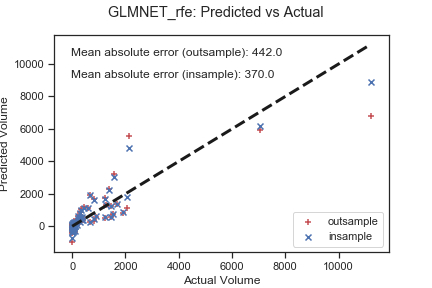 GLMNET_rfe: Predicted vs Actual
Mean absolute error (outsample): 442.0
Mean absolute error (insample): 370.0
10000
8000
6000
4000
2000
0
Predicted Volume
0
2000
4000
6000
8000
10000
Actual Volume
outsample
insample